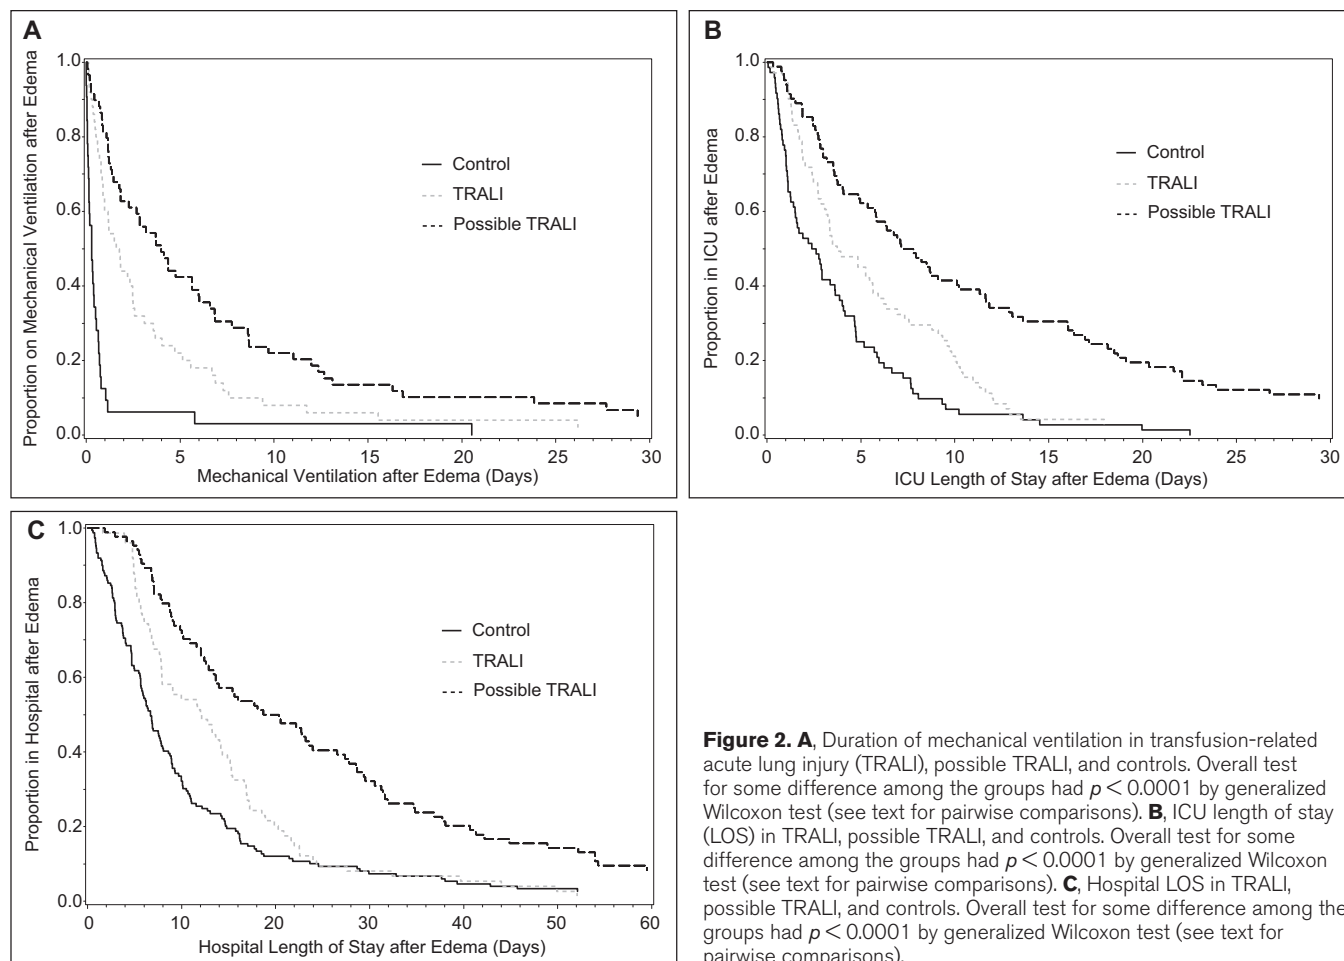 A
Proportion on Mechanical Ventilation after Edema
1.0
0.8
0.6
0.4
0.2
0.0
Control
TRALI
Possible TRALI
0 5 10 15 20 25 30
Mechanical Ventilation after Edema (Days)
B
Proportion in ICU after Edema
1.0
0.8
0.6
0.4
0.2
0.0
Control
TRALI
Possible TRALI
0 5 10 15 20 25 30
ICU Length of Stay after Edema (Days)
C
Proportion in Hospital after Edema
1.0
0.8
0.6
0.4
0.2
0.0
Control
TRALI
Possible TRALI
0 10 20 30 40 50 60
Hospital Length of Stay after Edema (Days)
Figure 2. A, Duration of mechanical ventilation in transfusion-related
acute lung injury (TRALI), possible TRALI, and controls. Overall test
for some difference among the groups had p < 0.0001 by generalized
Wilcoxon test (see text for pairwise comparisons). B, ICU length of stay
(LOS) in TRALI, possible TRALI, and controls. Overall test for some
difference among the groups had p < 0.0001 by generalized Wilcoxon
test (see text for pairwise comparisons). C, Hospital LOS in TRALI,
possible TRALI, and controls. Overall test for some difference among the
groups had p < 0.0001 by generalized Wilcoxon test (see text for
pairwise comparisons).